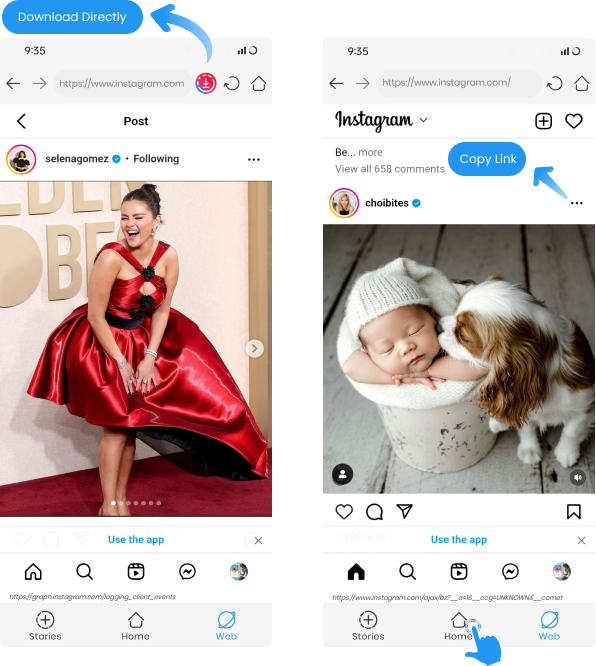 Download Directly
9:35
https://www.instagram.com
Post
selenagomez • Following
Use the app
https://graph.instagram.com/logging_client_events
Stories
Home
Web
9:35
https://www.instagram.com/
Instagram
Be... more
View all 658 comments
Copy Link
choibites
Use the app
https://www.instagram.com/ajax/bz?__a=1&__ccg=UNKNOWN&__comet
Stories
Home
Web